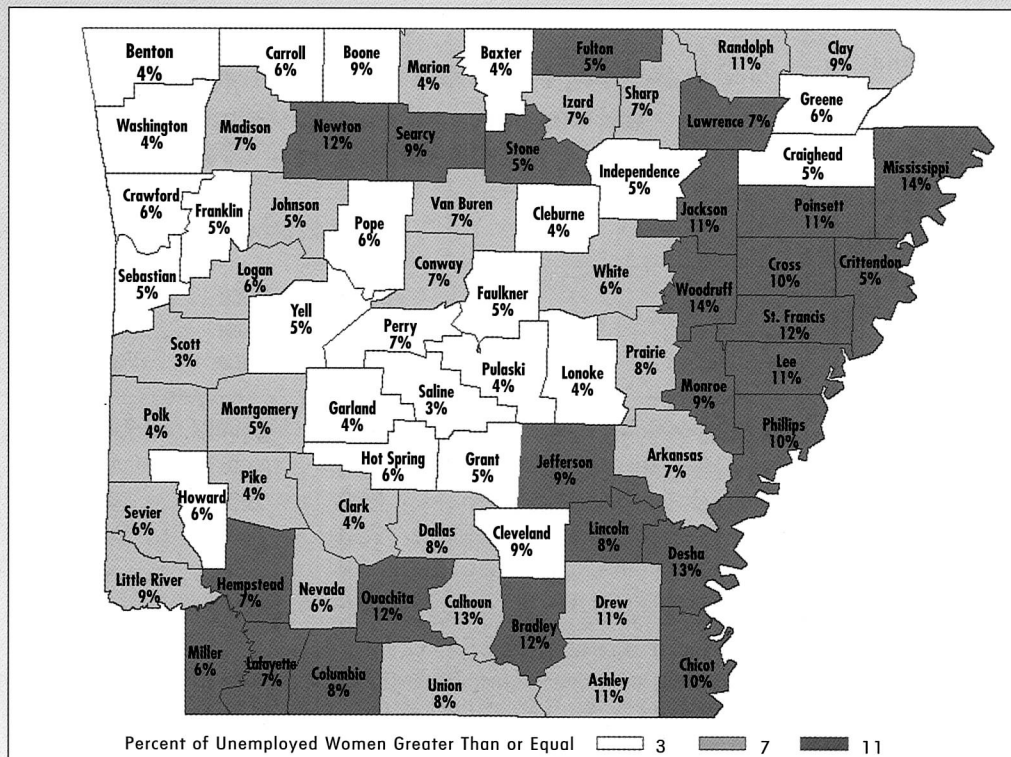 Benton
4%
Carroll
6%
Boone
9%
Marion
4%
Baxter
4%
Fulton
5%
Randolph
11%
Clay
9%
Izard
7%
Sharp
7%
Greene
6%
Lawrence 7%
Washington
4%
Madison
7%
Newton
12%
Searcy
9%
Stone
5%
Independence
5%
Craighead
5%
Mississippi
14%
Crawford
6%
Franklin
5%
Johnson
5%
Pope
6%
Van Buren
7%
Cleburne
4%
Jackson
11%
Poinsett
11%
Sebastian
5%
Logan
6%
Conway
7%
White
6%
Woodruff
14%
Cross
10%
Crittendon
5%
Yell
5%
Faulkner
5%
St. Francis
12%
Scott
3%
Perry
7%
Pulaski
4%
Lonoke
4%
Prairie
8%
Lee
11%
Monroe
9%
Saline
3%
Garland
4%
Montgomery
5%
Polk
4%
Phillips
10%
Hot Spring
6%
Grant
5%
Jefferson
9%
Arkansas
7%
Howard
6%
Pike
4%
Clark
4%
Sevier
6%
Dallas
8%
Cleveland
9%
Lincoln
8%
Desha
13%
Little River
9%
Hempstead
7%
Nevada
6%
Ouachita
12%
Calhoun
13%
Bradley
12%
Drew
11%
Miller
6%
Lafayette
7%
Columbia
8%
Union
8%
Ashley
11%
Chicot
10%
Percent of Unemployed Women Greater Than or Equal 3 7 11